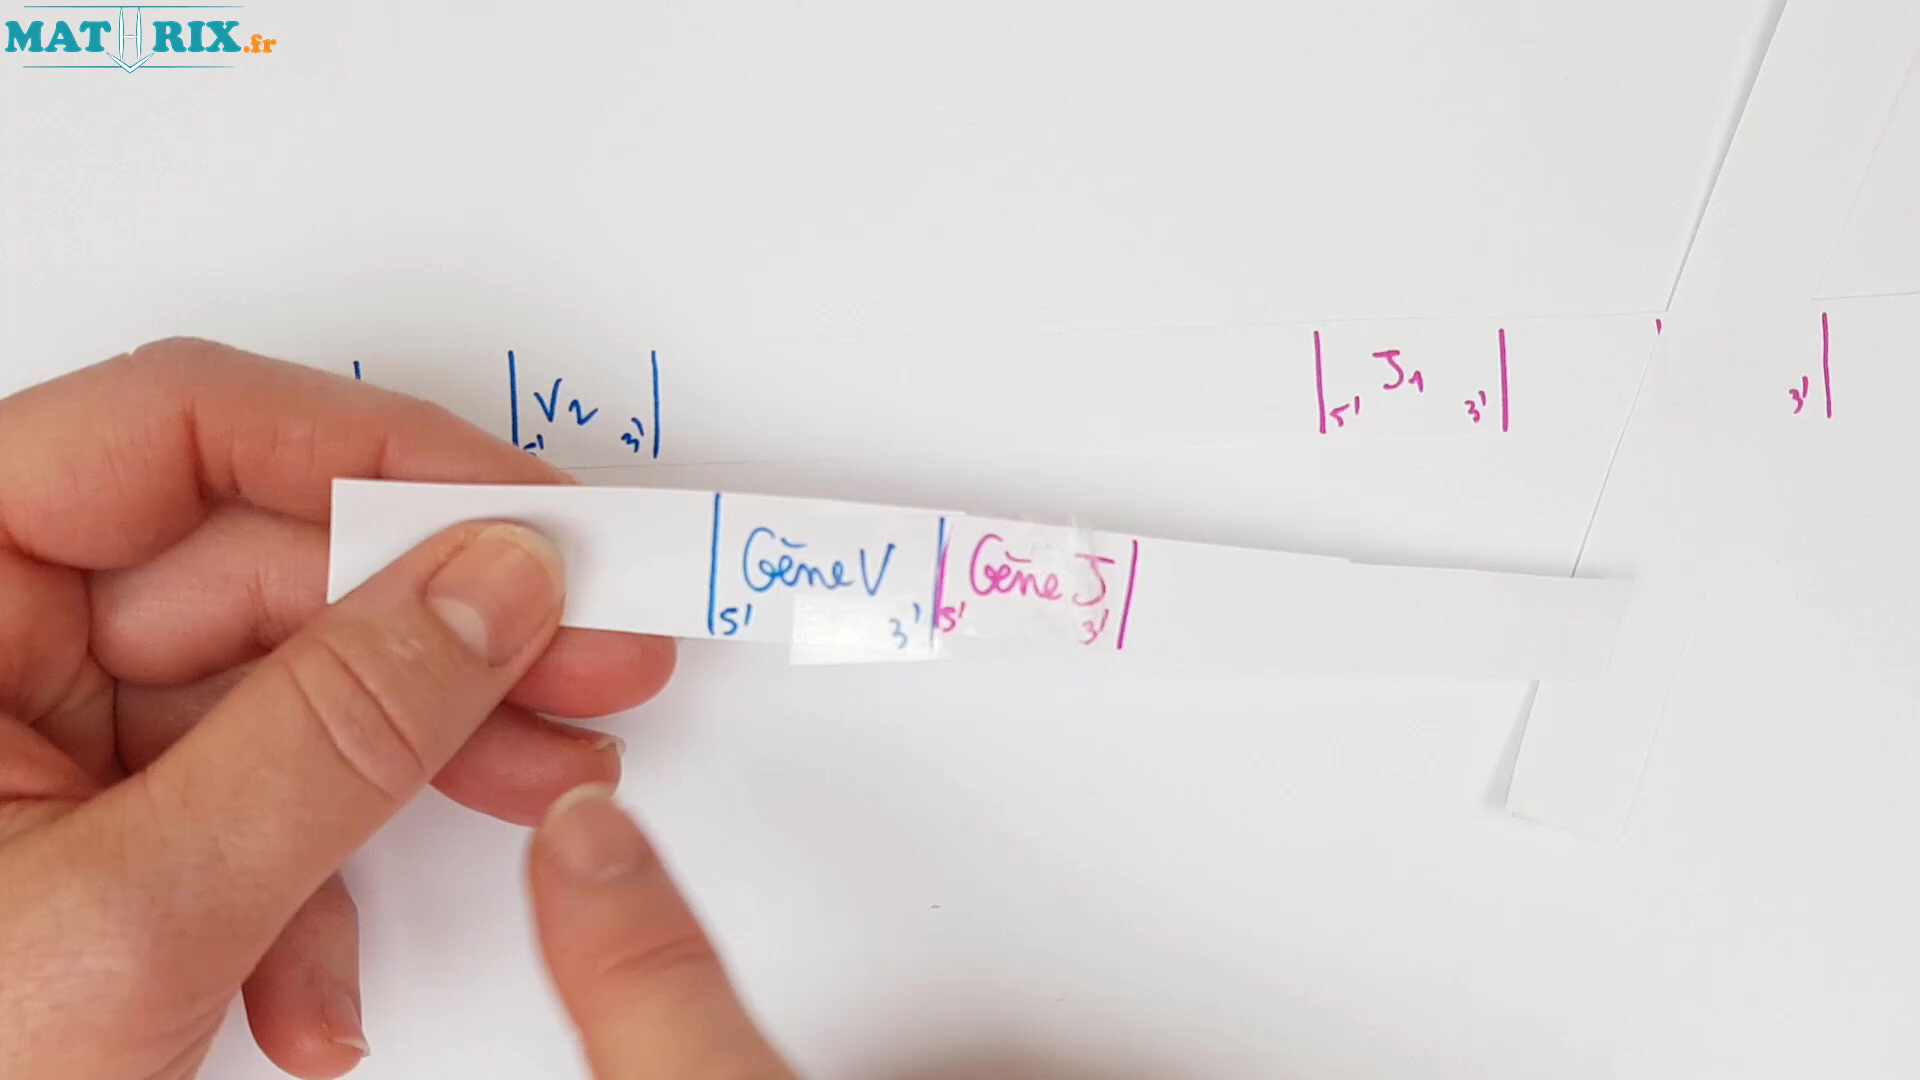 MATHRIX.fr
V2 5' 3'
5' J1 3' 3'
Gène V Gène J
5' 3' 5' 3'